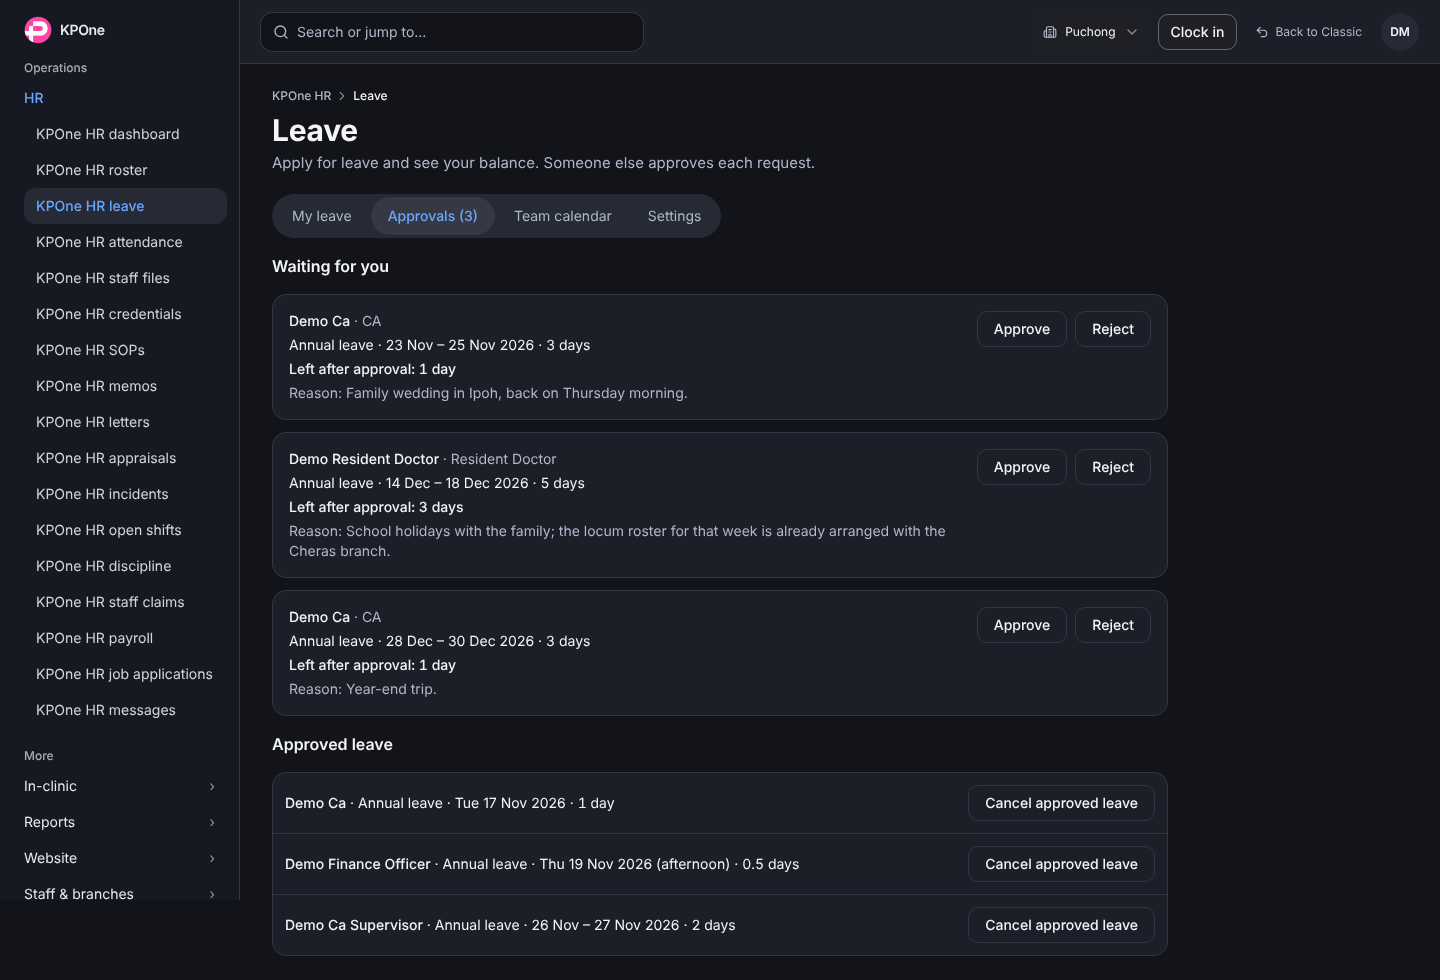 KPOne
Search or jump to...
Puchong
Clock in
Back to Classic
DM
Operations
HR
KPOne HR dashboard
KPOne HR roster
KPOne HR leave
KPOne HR attendance
KPOne HR staff files
KPOne HR credentials
KPOne HR SOPs
KPOne HR memos
KPOne HR letters
KPOne HR appraisals
KPOne HR incidents
KPOne HR open shifts
KPOne HR discipline
KPOne HR staff claims
KPOne HR payroll
KPOne HR job applications
KPOne HR messages
More
In-clinic
Reports
Website
Staff & branches
KPOne HR > Leave
Leave
Apply for leave and see your balance. Someone else approves each request.
My leave
Approvals (3)
Team calendar
Settings
Waiting for you
Demo Ca · CA
Annual leave · 23 Nov – 25 Nov 2026 · 3 days
Left after approval: 1 day
Reason: Family wedding in Ipoh, back on Thursday morning.
Approve
Reject
Demo Resident Doctor · Resident Doctor
Annual leave · 14 Dec – 18 Dec 2026 · 5 days
Left after approval: 3 days
Reason: School holidays with the family; the locum roster for that week is already arranged with the
Cheras branch.
Approve
Reject
Demo Ca · CA
Annual leave · 28 Dec – 30 Dec 2026 · 3 days
Left after approval: 1 day
Reason: Year-end trip.
Approve
Reject
Approved leave
Demo Ca · Annual leave · Tue 17 Nov 2026 · 1 day
Cancel approved leave
Demo Finance Officer · Annual leave · Thu 19 Nov 2026 (afternoon) · 0.5 days
Cancel approved leave
Demo Ca Supervisor · Annual leave · 26 Nov – 27 Nov 2026 · 2 days
Cancel approved leave